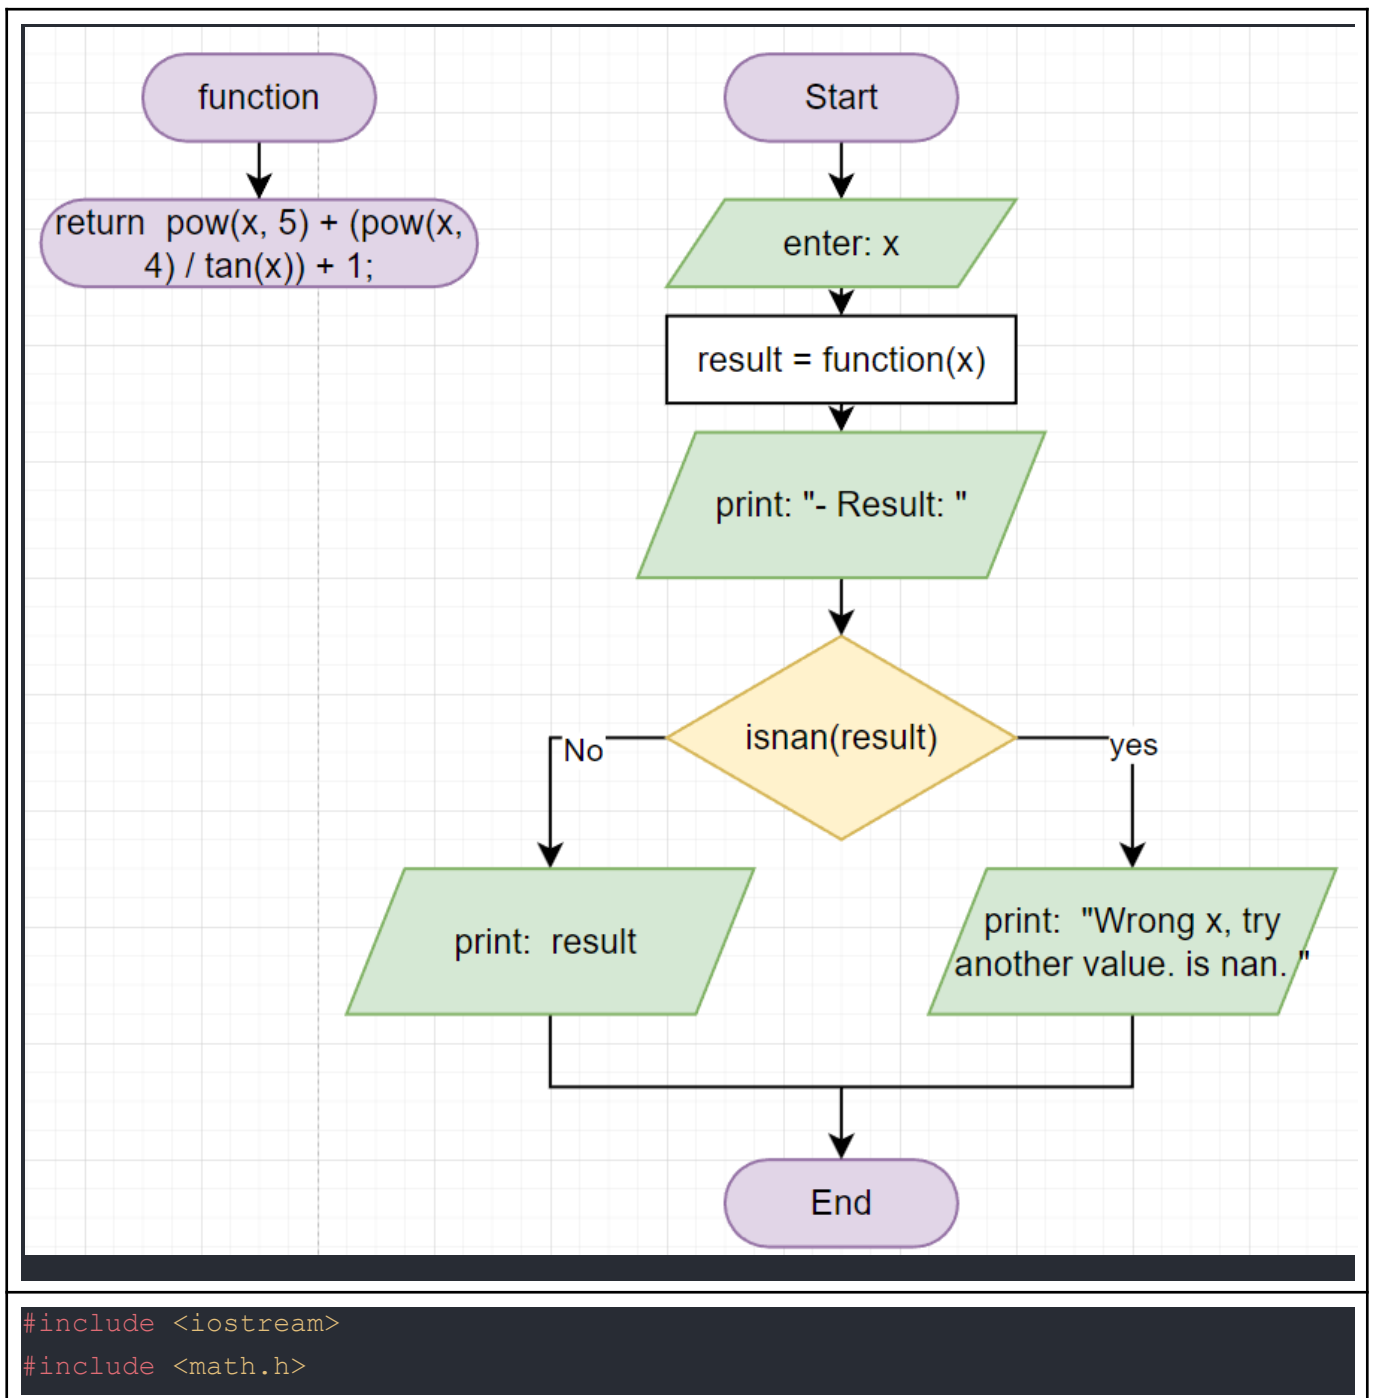 function
return  pow(x, 5) + (pow(x,
4) / tan(x)) + 1;
Start
enter: x
result = function(x)
print: "- Result: "
isnan(result)
No
yes
print:  result
print:  "Wrong x, try
another value. is nan. "
End
#include <iostream>
#include <math.h>